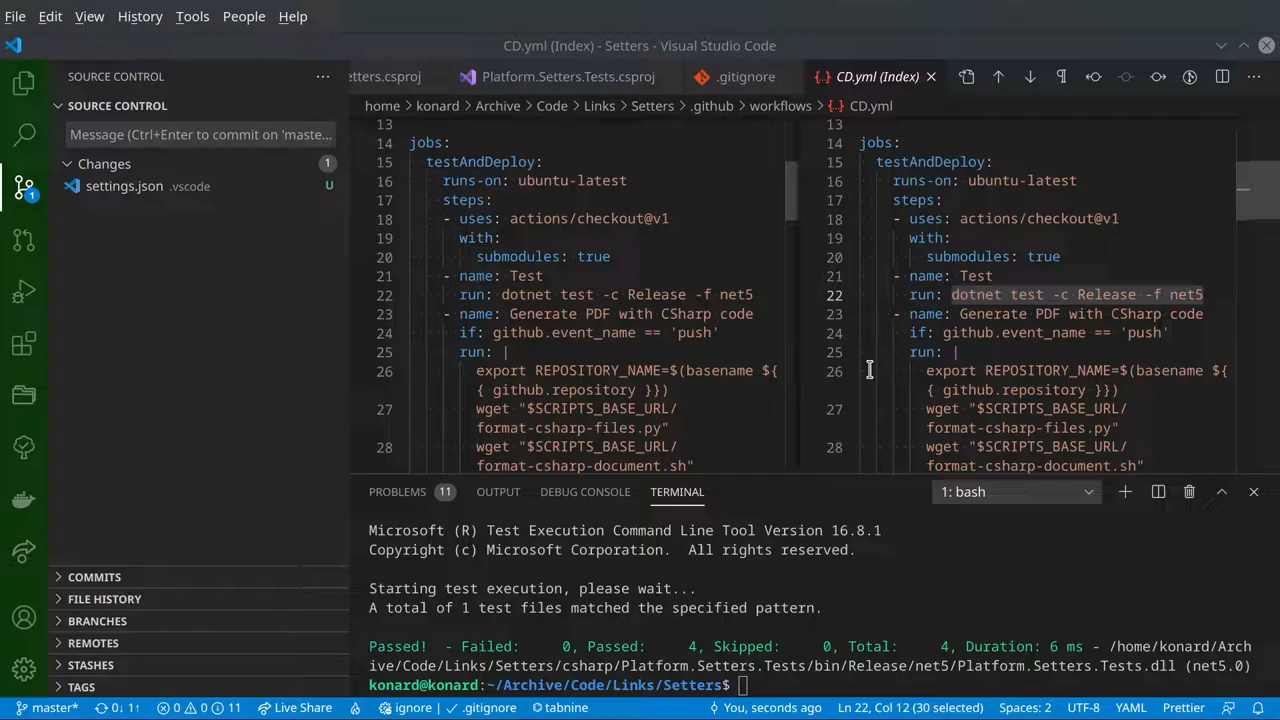 File Edit View History Tools People Help
CD.yml (Index) - Setters - Visual Studio Code
SOURCE CONTROL ···
etters.csproj Platform.Setters.Tests.csproj .gitignore CD.yml (Index)
SOURCE CONTROL
home > konard > Archive > Code > Links > Setters > .github > workflows > CD.yml
Message (Ctrl+Enter to commit on 'maste...
Changes 1
settings.json .vscode U
1
COMMITS
FILE HISTORY
BRANCHES
REMOTES
STASHES
TAGS
13
14 jobs:
15 testAndDeploy:
16 runs-on: ubuntu-latest
17 steps:
18 - uses: actions/checkout@v1
19 with:
20 submodules: true
21 - name: Test
22 run: dotnet test -c Release -f net5
23 - name: Generate PDF with CSharp code
24 if: github.event_name == 'push'
25 run: |
26 export REPOSITORY_NAME=$(basename ${
{ github.repository }})
27 wget "$SCRIPTS_BASE_URL/
format-csharp-files.py"
28 wget "$SCRIPTS_BASE_URL/
format-csharp-document.sh"
13
14 jobs:
15 testAndDeploy:
16 runs-on: ubuntu-latest
17 steps:
18 - uses: actions/checkout@v1
19 with:
20 submodules: true
21 - name: Test
22 run: dotnet test -c Release -f net5
23 - name: Generate PDF with CSharp code
24 if: github.event_name == 'push'
25 run: |
26 export REPOSITORY_NAME=$(basename ${
{ github.repository }})
27 wget "$SCRIPTS_BASE_URL/
format-csharp-files.py"
28 wget "$SCRIPTS_BASE_URL/
format-csharp-document.sh"
PROBLEMS 11 OUTPUT DEBUG CONSOLE TERMINAL 1: bash
Microsoft (R) Test Execution Command Line Tool Version 16.8.1
Copyright (c) Microsoft Corporation. All rights reserved.
Starting test execution, please wait...
A total of 1 test files matched the specified pattern.
Passed! - Failed: 0, Passed: 4, Skipped: 0, Total: 4, Duration: 6 ms - /home/konard/Arch
ive/Code/Links/Setters/csharp/Platform.Setters.Tests/bin/Release/net5/Platform.Setters.Tests.dll (net5.0)
konard@konard:~/Archive/Code/Links/Setters$
master* 0↓ 1↑ 0 0 11 Live Share ignore | ✓ .gitignore tabnine You, seconds ago Ln 22, Col 12 (30 selected) Spaces: 2 UTF-8 YAML Prettier